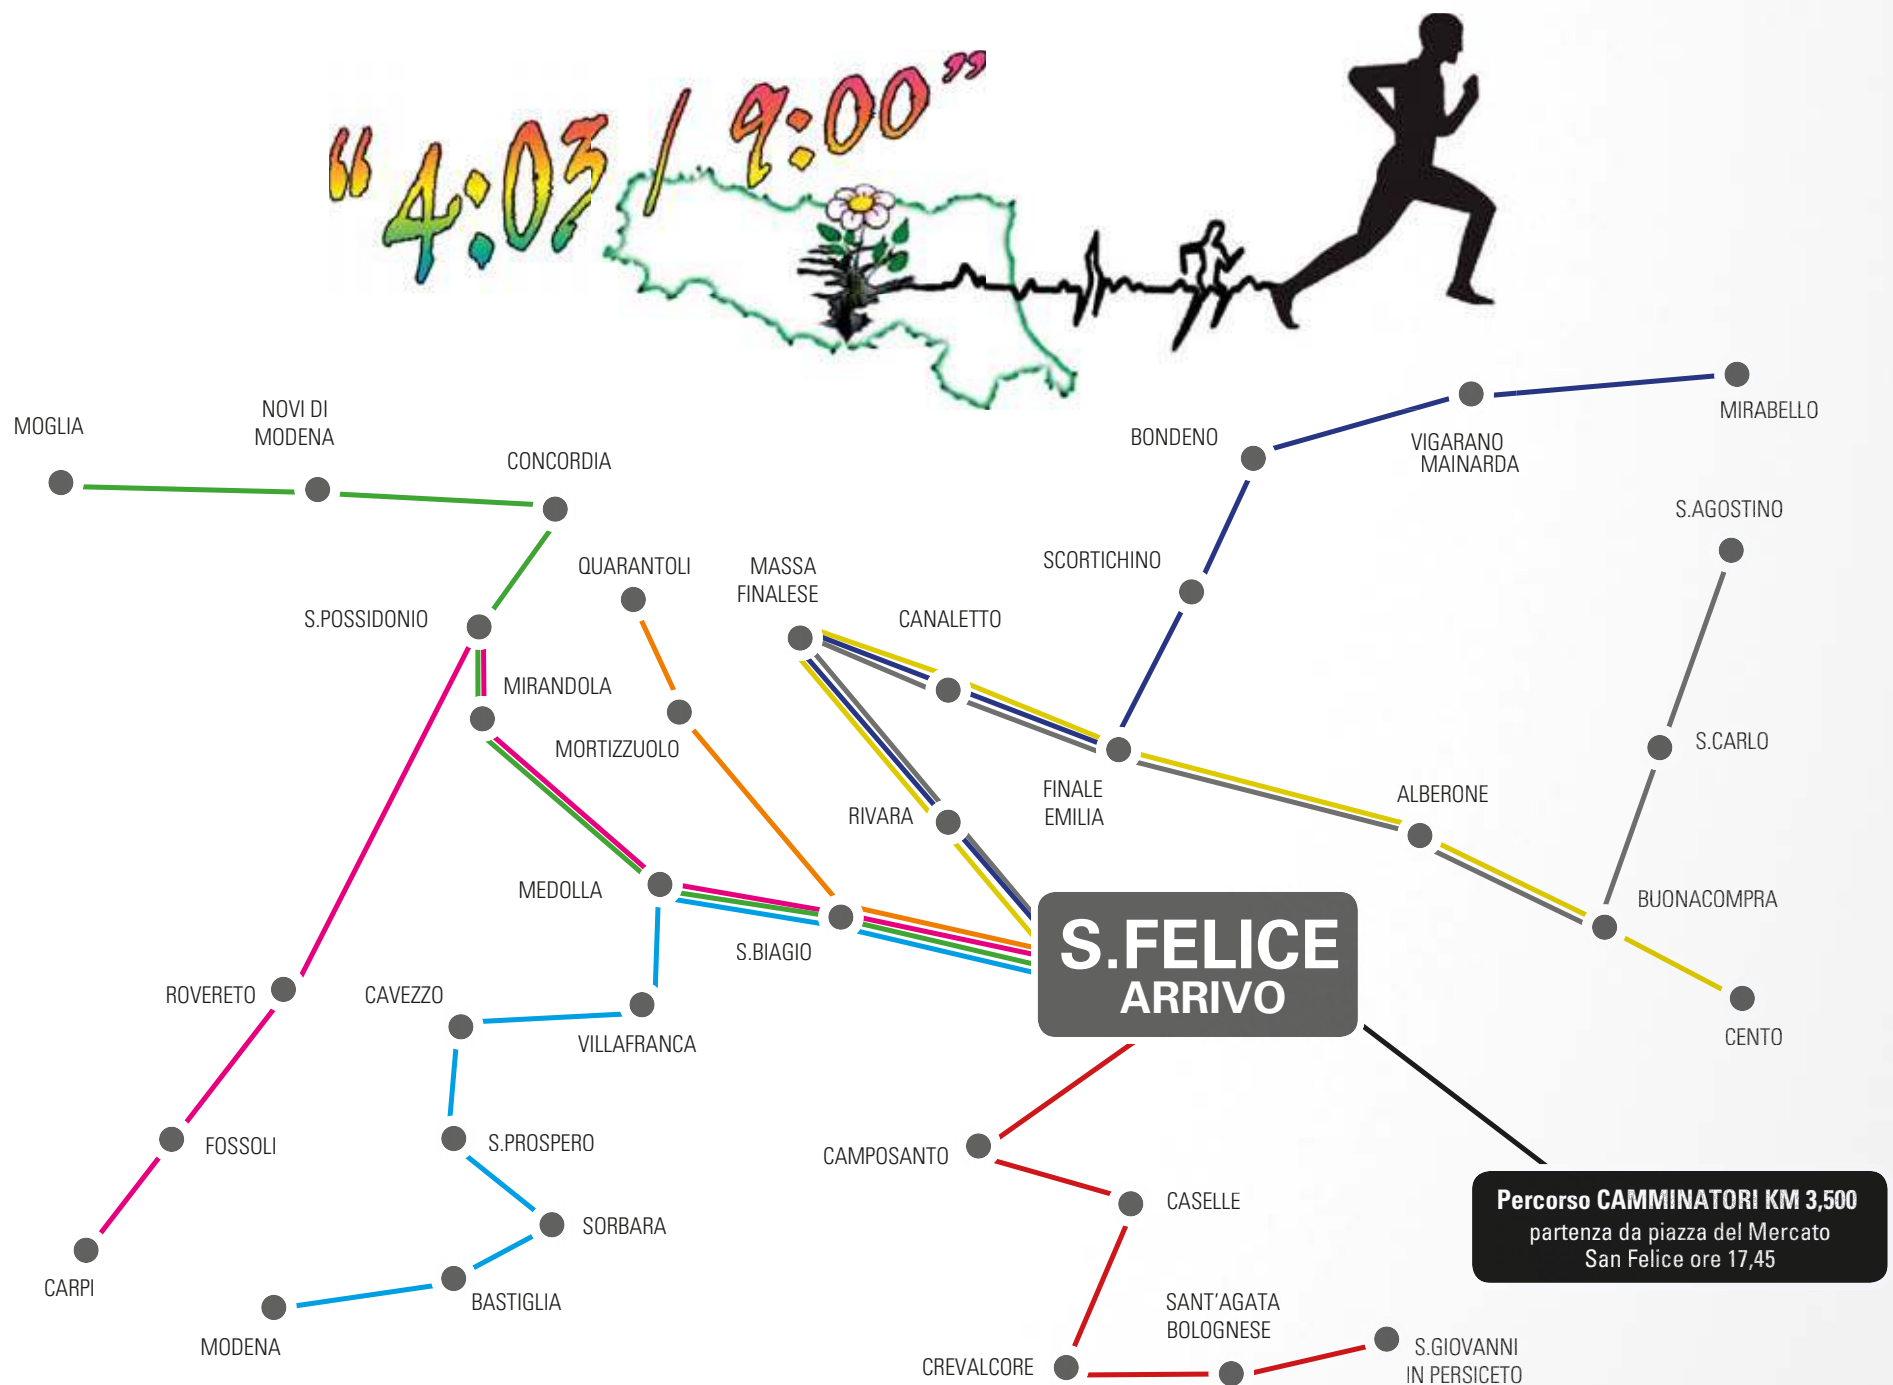 “4:03 / 9:00”
MOGLIA
NOVI DI
MODENA
CONCORDIA
BONDENO
VIGARANO
MAINARDA
MIRABELLO
S.AGOSTINO
QUARANTOLI
MASSA
FINALESE
SCORTICHINO
S.POSSIDONIO
CANALETTO
MIRANDOLA
MORTIZZUOLO
S.CARLO
FINALE
EMILIA
ALBERONE
RIVARA
MEDOLLA
BUONACOMPRA
S.BIAGIO
S.FELICE
ARRIVO
ROVERETO
CAVEZZO
VILLAFRANCA
CENTO
FOSSOLI
S.PROSPERO
CAMPOSANTO
CASELLE
Percorso CAMMINATORI KM 3,500
partenza da piazza del Mercato
San Felice ore 17,45
SORBARA
CARPI
BASTIGLIA
MODENA
SANT'AGATA
BOLOGNESE
CREVALCORE
S.GIOVANNI
IN PERSICETO